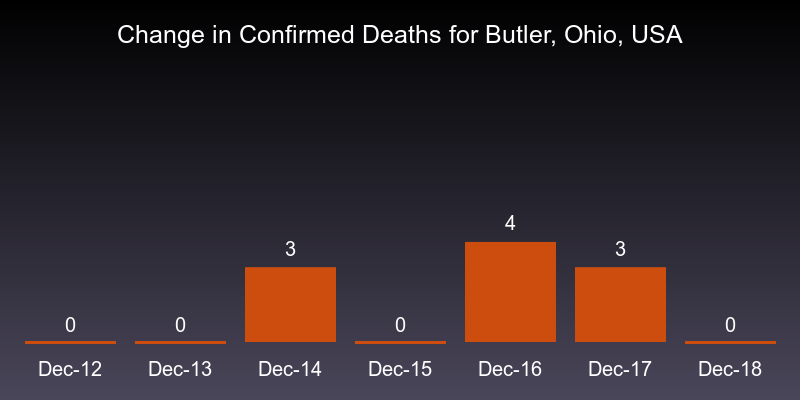 Change in Confirmed Deaths for Butler, Ohio, USA
4
3 3
0 0 0 0
Dec-12 Dec-13 Dec-14 Dec-15 Dec-16 Dec-17 Dec-18